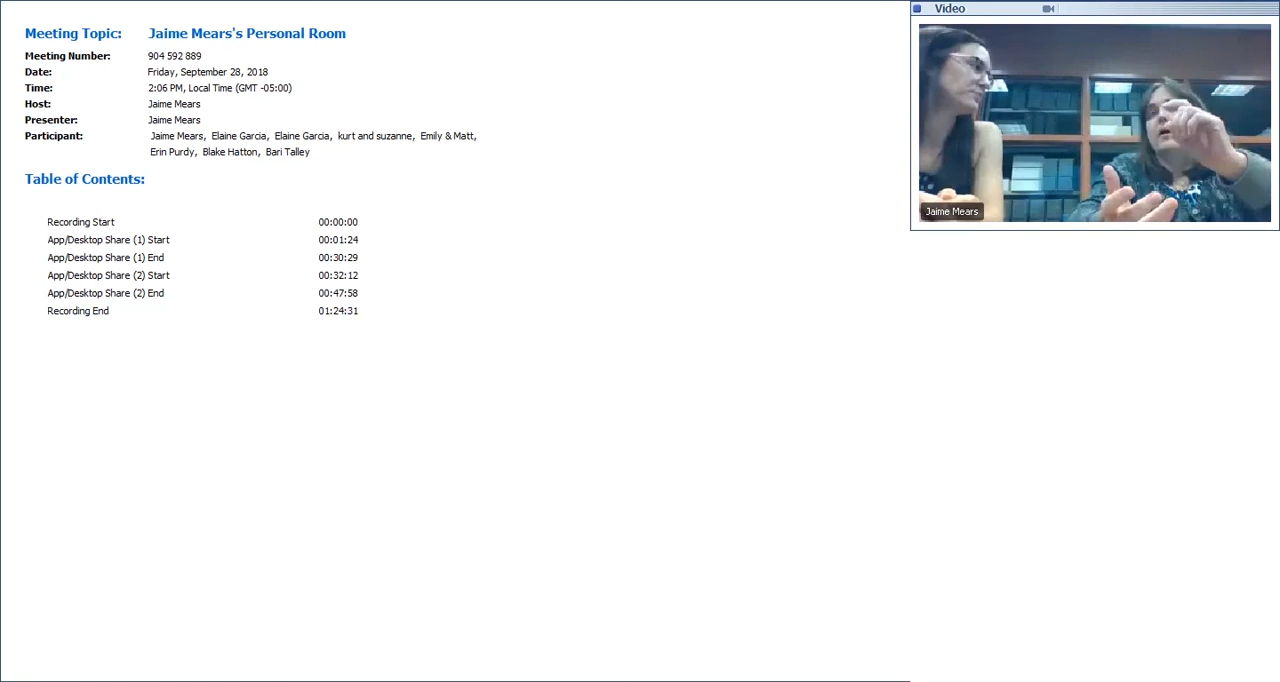 Meeting Topic: Jaime Mears's Personal Room
Meeting Number: 904 592 889
Date: Friday, September 28, 2018
Time: 2:06 PM, Local Time (GMT -05:00)
Host: Jaime Mears
Presenter: Jaime Mears
Participant: Jaime Mears, Elaine Garcia, Elaine Garcia, kurt and suzanne, Emily & Matt,
Erin Purdy, Blake Hatton, Bari Talley
Table of Contents:
Recording Start 00:00:00
App/Desktop Share (1) Start 00:01:24
App/Desktop Share (1) End 00:30:29
App/Desktop Share (2) Start 00:32:12
App/Desktop Share (2) End 00:47:58
Recording End 01:24:31
Video
Jaime Mears